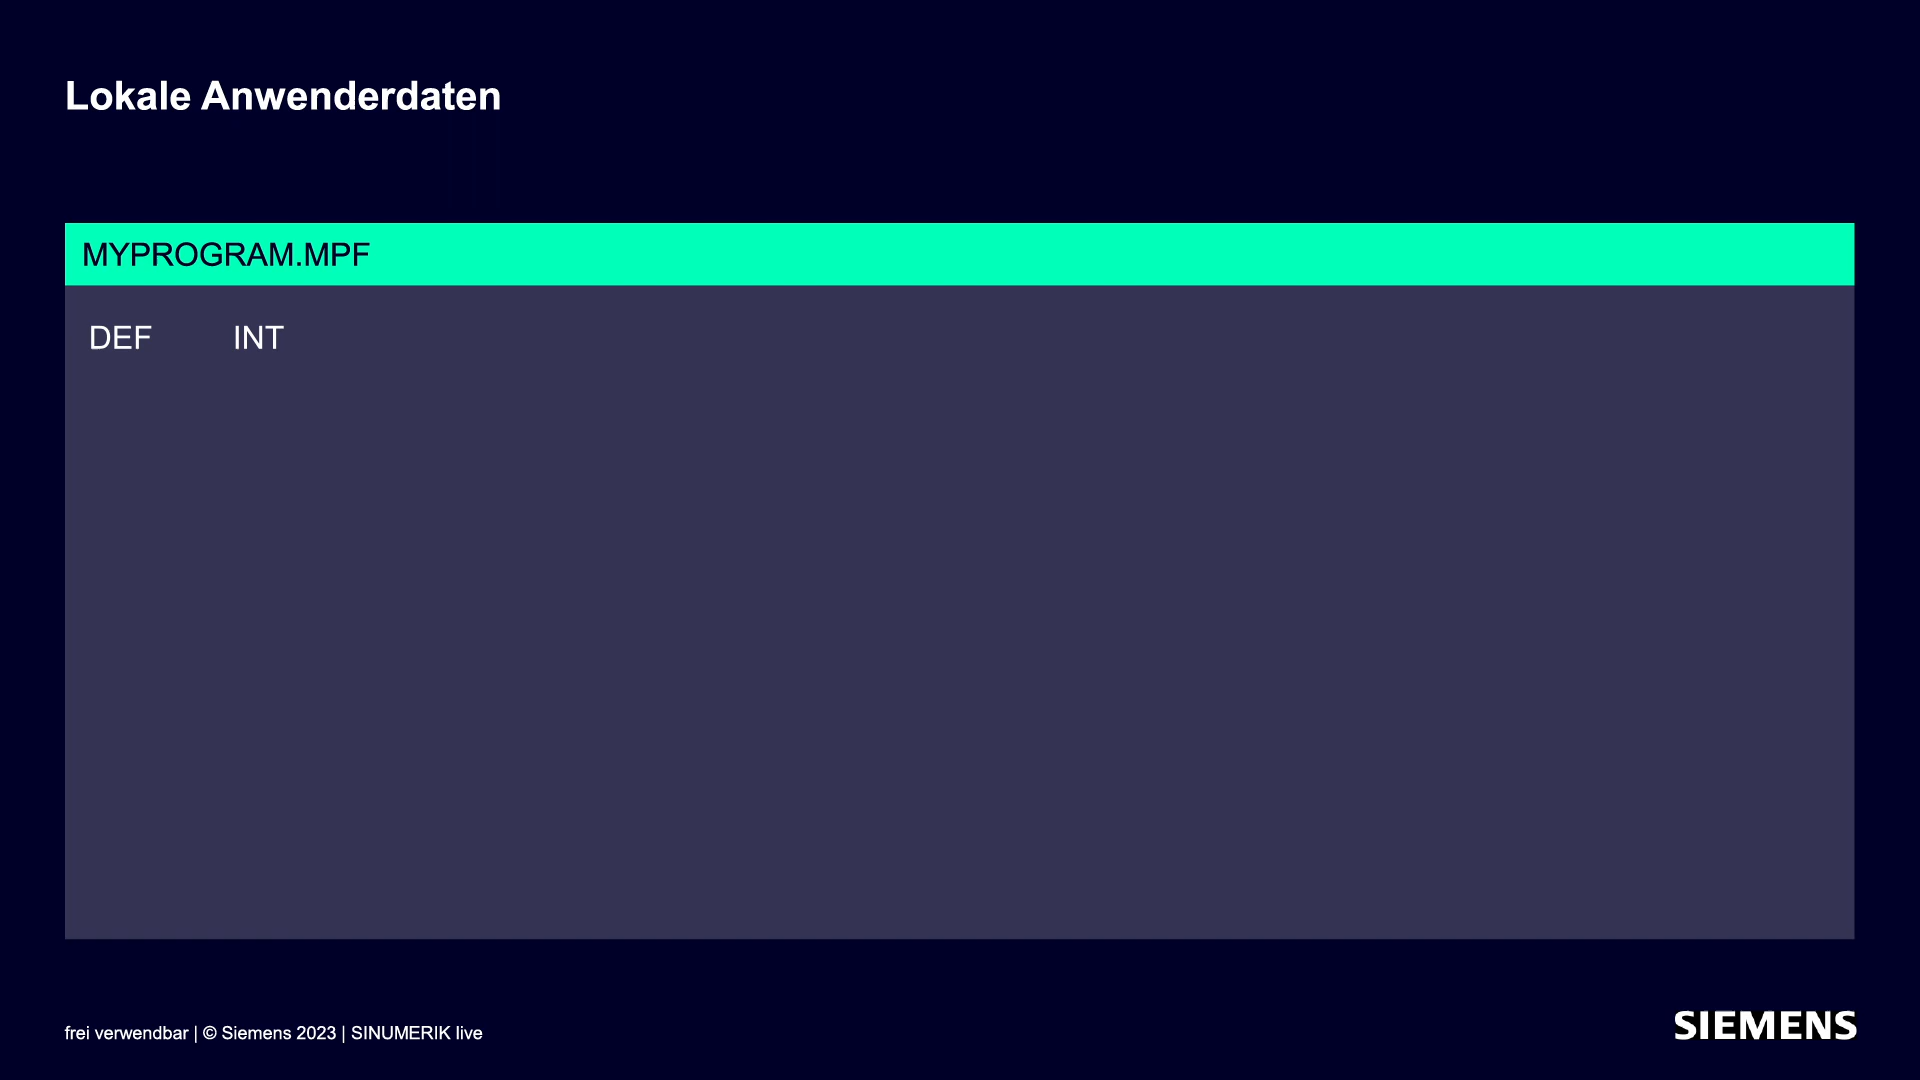 Lokale Anwenderdaten
MYPROGRAM.MPF
DEF INT
frei verwendbar | © Siemens 2023 | SINUMERIK live
SIEMENS